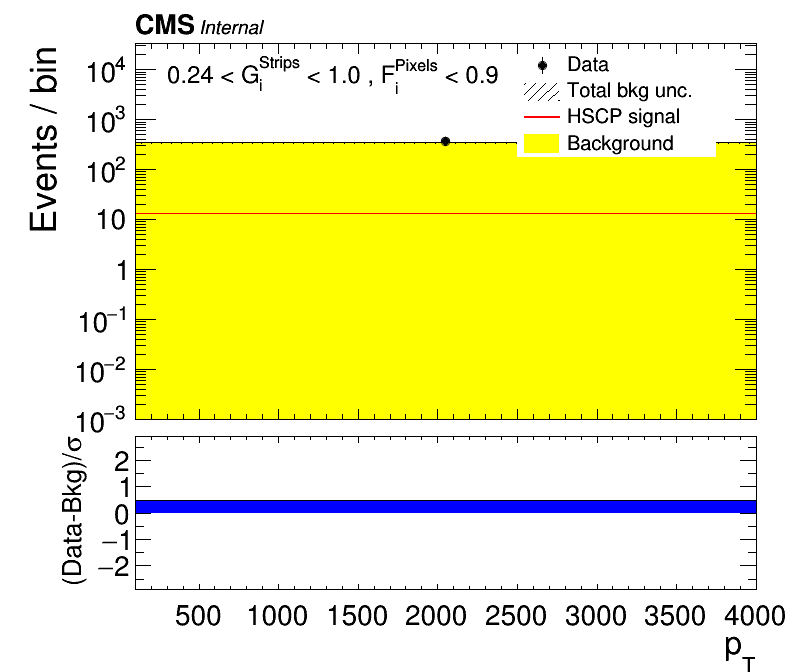 CMS Internal
0.24 < G_i^Strips < 1.0 , F_i^Pixels < 0.9
Data
Total bkg unc.
HSCP signal
Background
Events / bin
10^4
10^3
10^2
10
1
10^−1
10^−2
10^−3
(Data-Bkg)/σ
2
1
0
−1
−2
500 1000 1500 2000 2500 3000 3500 4000
p_T